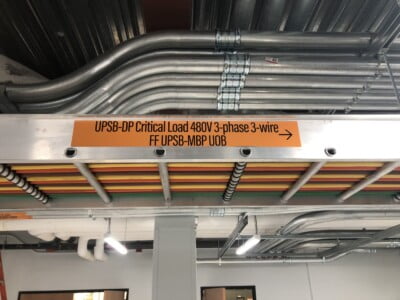 UPSB-DP Critical Load 480V 3-phase 3-wire
FF UPSB-MBP UOB